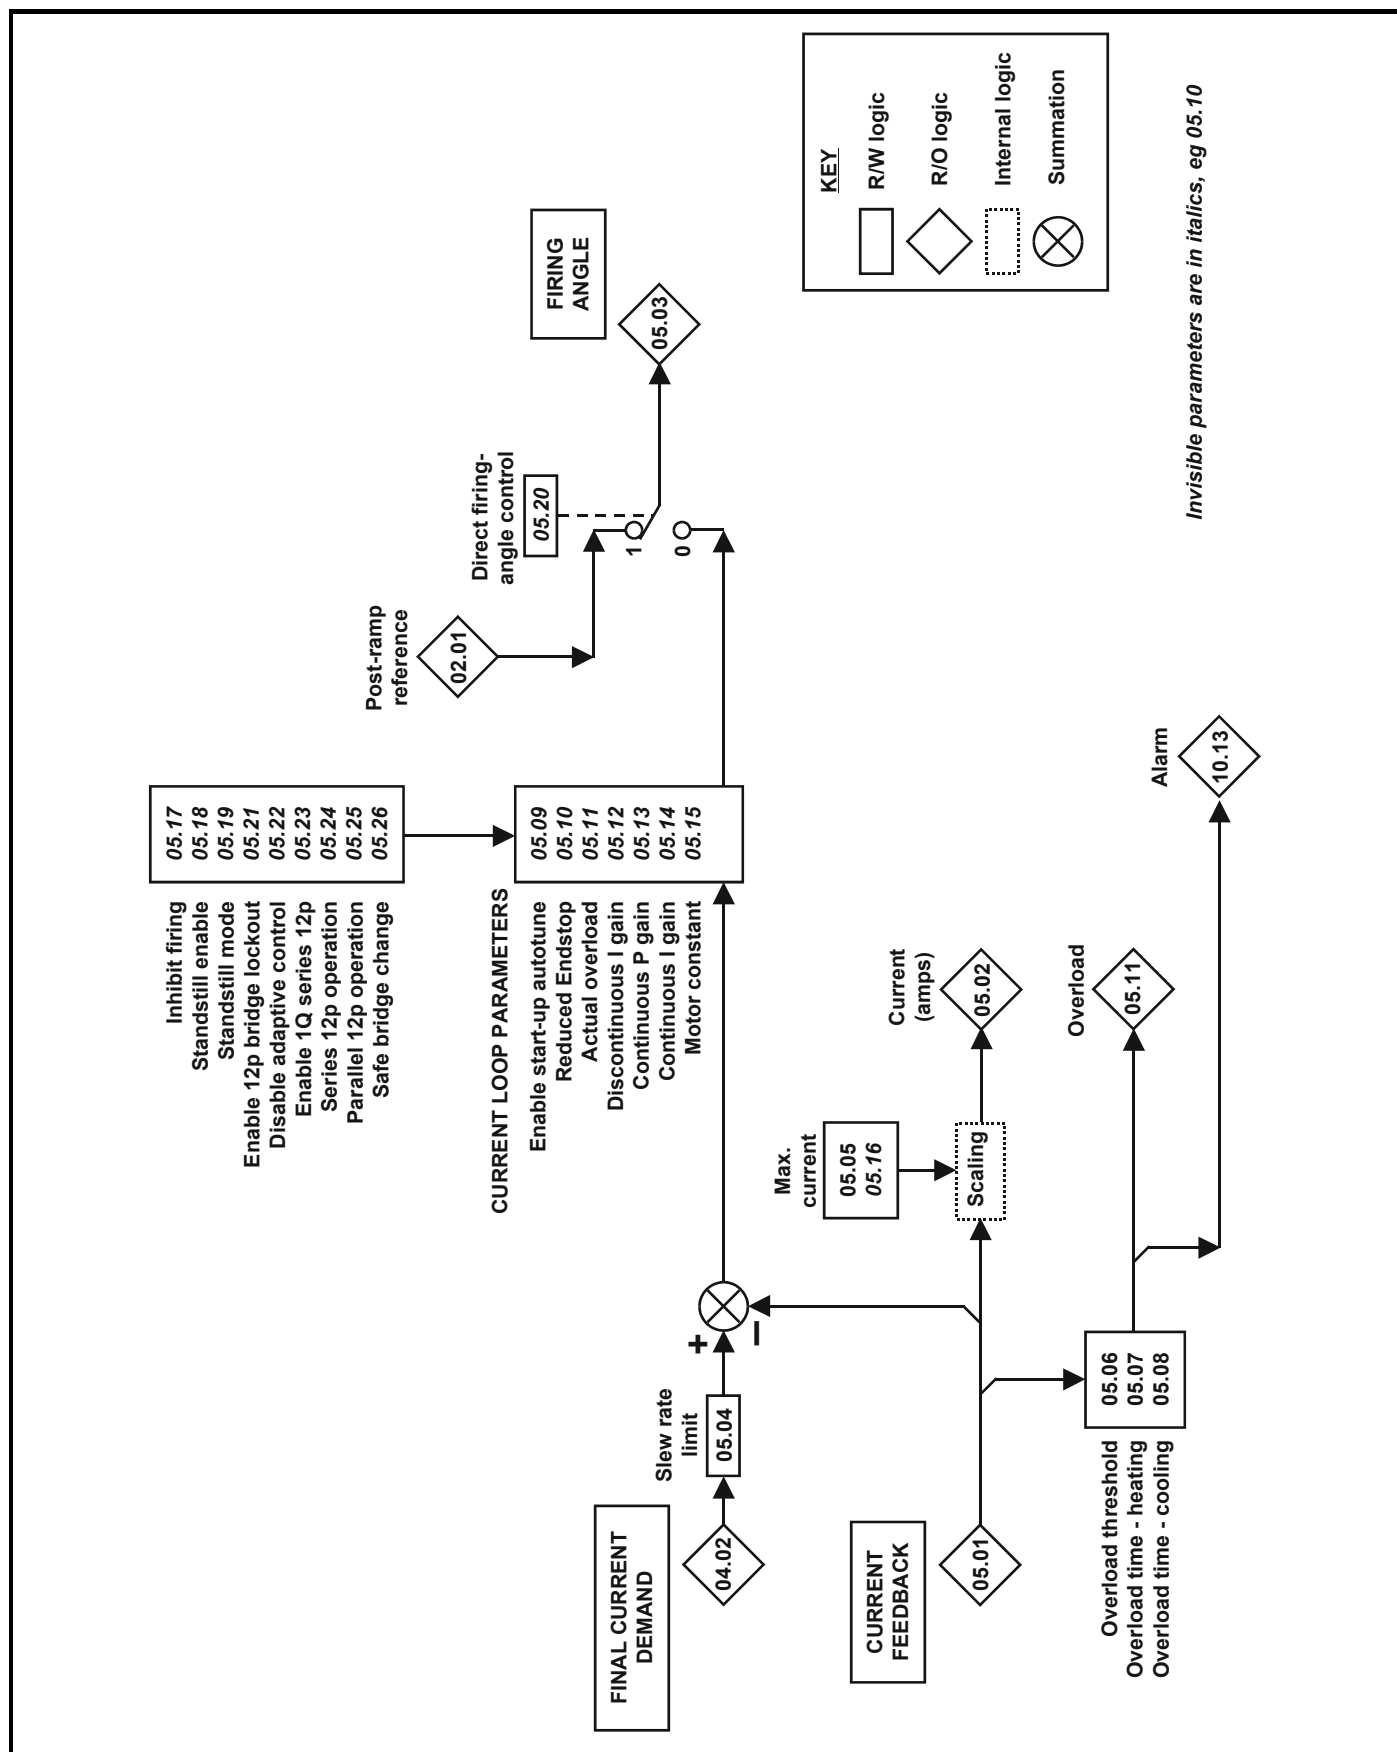 Inhibit firing 05.17
Standstill enable 05.18
Standstill mode 05.19
Enable 12p bridge lockout 05.21
Disable adaptive control 05.22
Enable 1Q series 12p 05.23
Series 12p operation 05.24
Parallel 12p operation 05.25
Safe bridge change 05.26
Post-ramp
reference
02.01
Direct firing-
angle control
05.20
1
0
FIRING
ANGLE
05.03
CURRENT LOOP PARAMETERS
Enable start-up autotune 05.09
Reduced Endstop 05.10
Actual overload 05.11
Discontinuous I gain 05.12
Continuous P gain 05.13
Continuous I gain 05.14
Motor constant 05.15
FINAL CURRENT
DEMAND
04.02
Slew rate
limit
05.04
+
–
Max.
current
05.05
05.16
Current
(amps)
05.02
CURRENT
FEEDBACK
05.01
Scaling
Overload
05.11
Overload threshold 05.06
Overload time - heating 05.07
Overload time - cooling 05.08
Alarm
10.13
KEY
R/W logic
R/O logic
Internal logic
Summation
Invisible parameters are in italics, eg 05.10